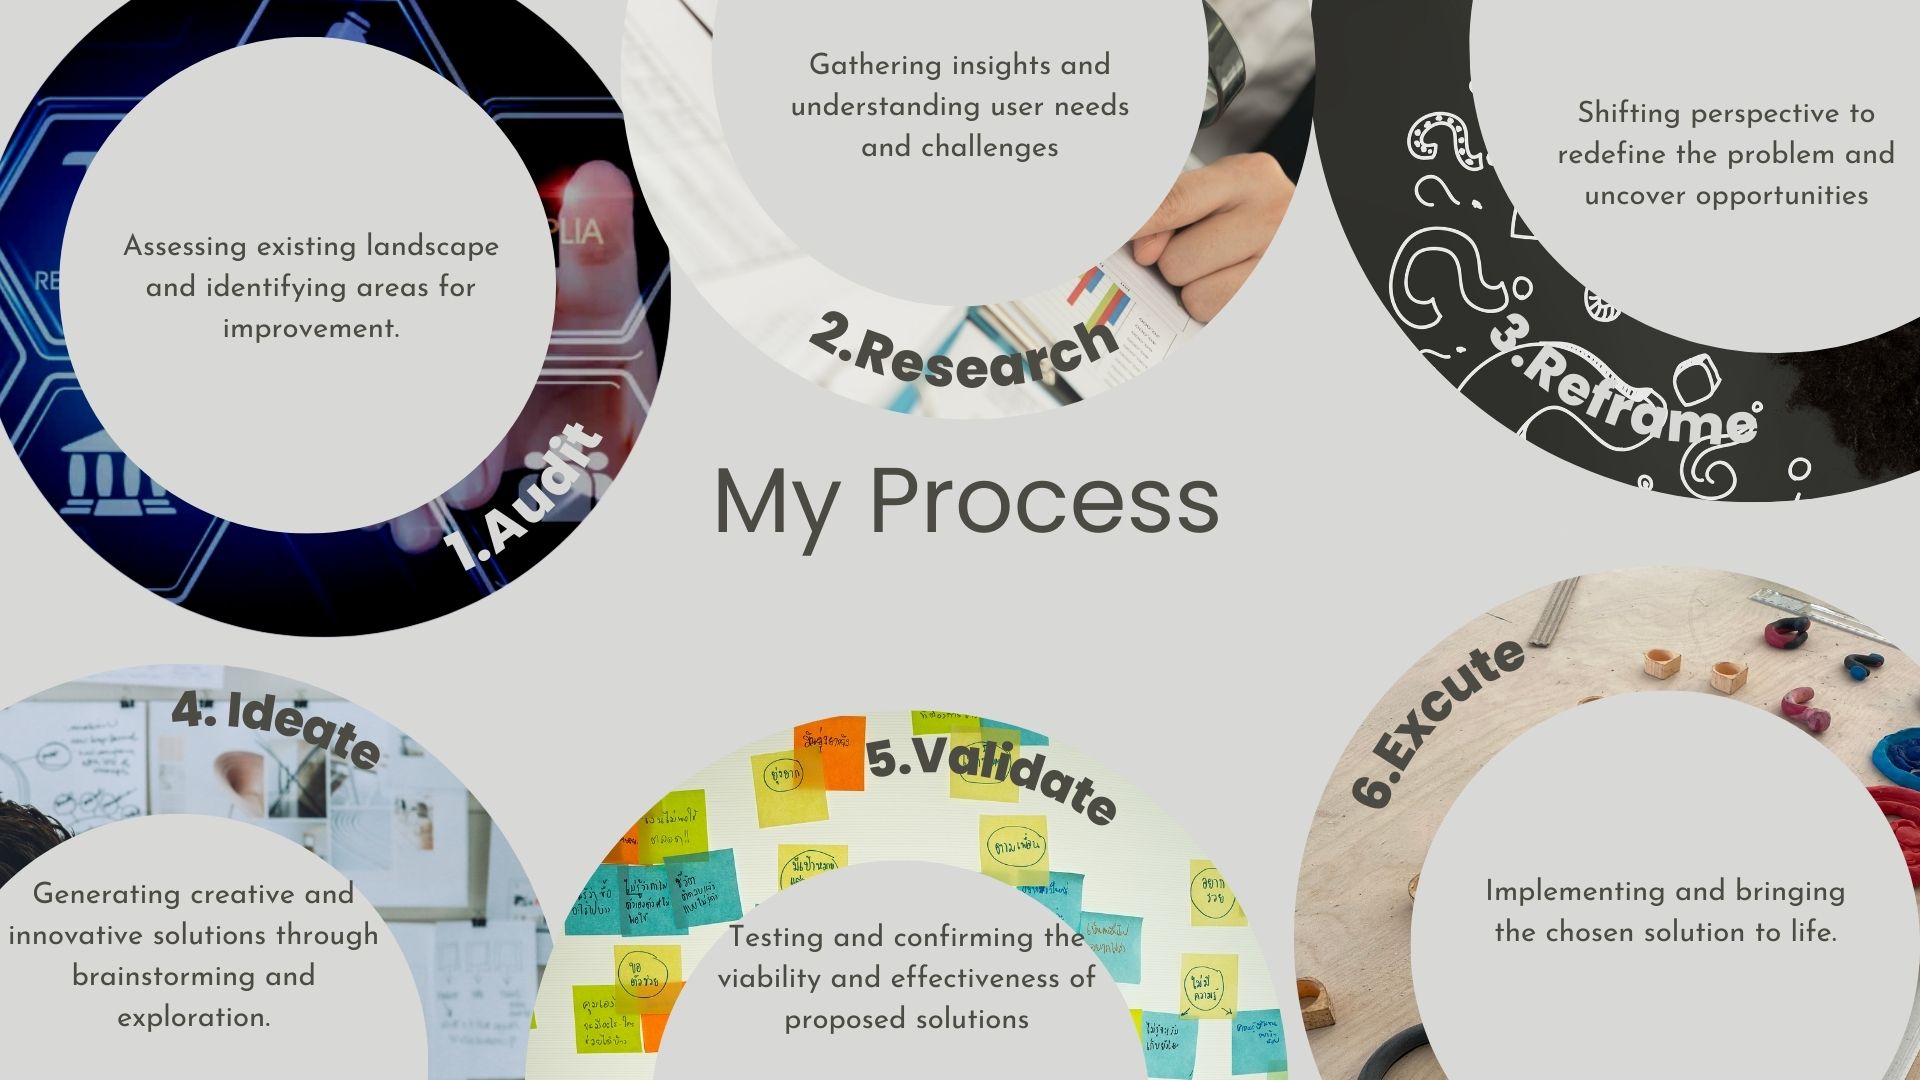 Assessing existing landscape
and identifying areas for
improvement.
1.Audit
Gathering insights and
understanding user needs
and challenges
2.Research
Shifting perspective to
redefine the problem and
uncover opportunities
3.Reframe
My Process
4. Ideate
Generating creative and
innovative solutions through
brainstorming and
exploration.
5.Validate
Testing and confirming the
viability and effectiveness of
proposed solutions
6.Excute
Implementing and bringing
the chosen solution to life.